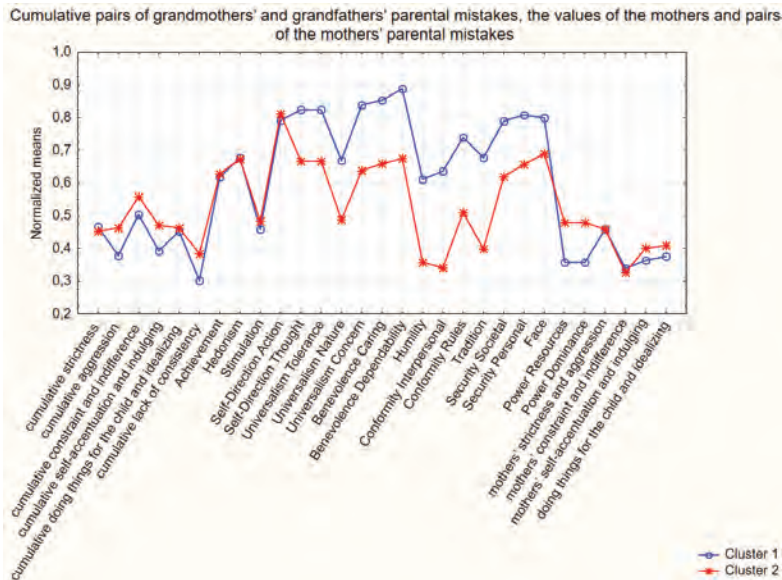 Cumulative pairs of grandmothers' and grandfathers' parental mistakes, the values of the mothers and pairs
of the mothers' parental mistakes
1,0
0,9
0,8
0,7
0,6
0,5
0,4
0,3
0,2
Normalized means
cumulative strictness
cumulative aggression
cumulative constraint and indifference
cumulative self-accentuation and indulging
cumulative doing things for the child and idealizing
cumulative lack of consistency
Achievement
Hedonism
Stimulation
Self-Direction Action
Self-Direction Thought
Universalism Tolerance
Universalism Nature
Universalism Concern
Benevolence Caring
Benevolence Dependability
Humility
Conformity Interpersonal
Conformity Rules
Tradition
Security Societal
Security Personal
Face
Power Resources
Power Dominance
mothers' strictness and aggression
mothers' constraint and indifference
mothers' self-accentuation and indulging
doing things for the child and idealizing
Cluster 1
Cluster 2